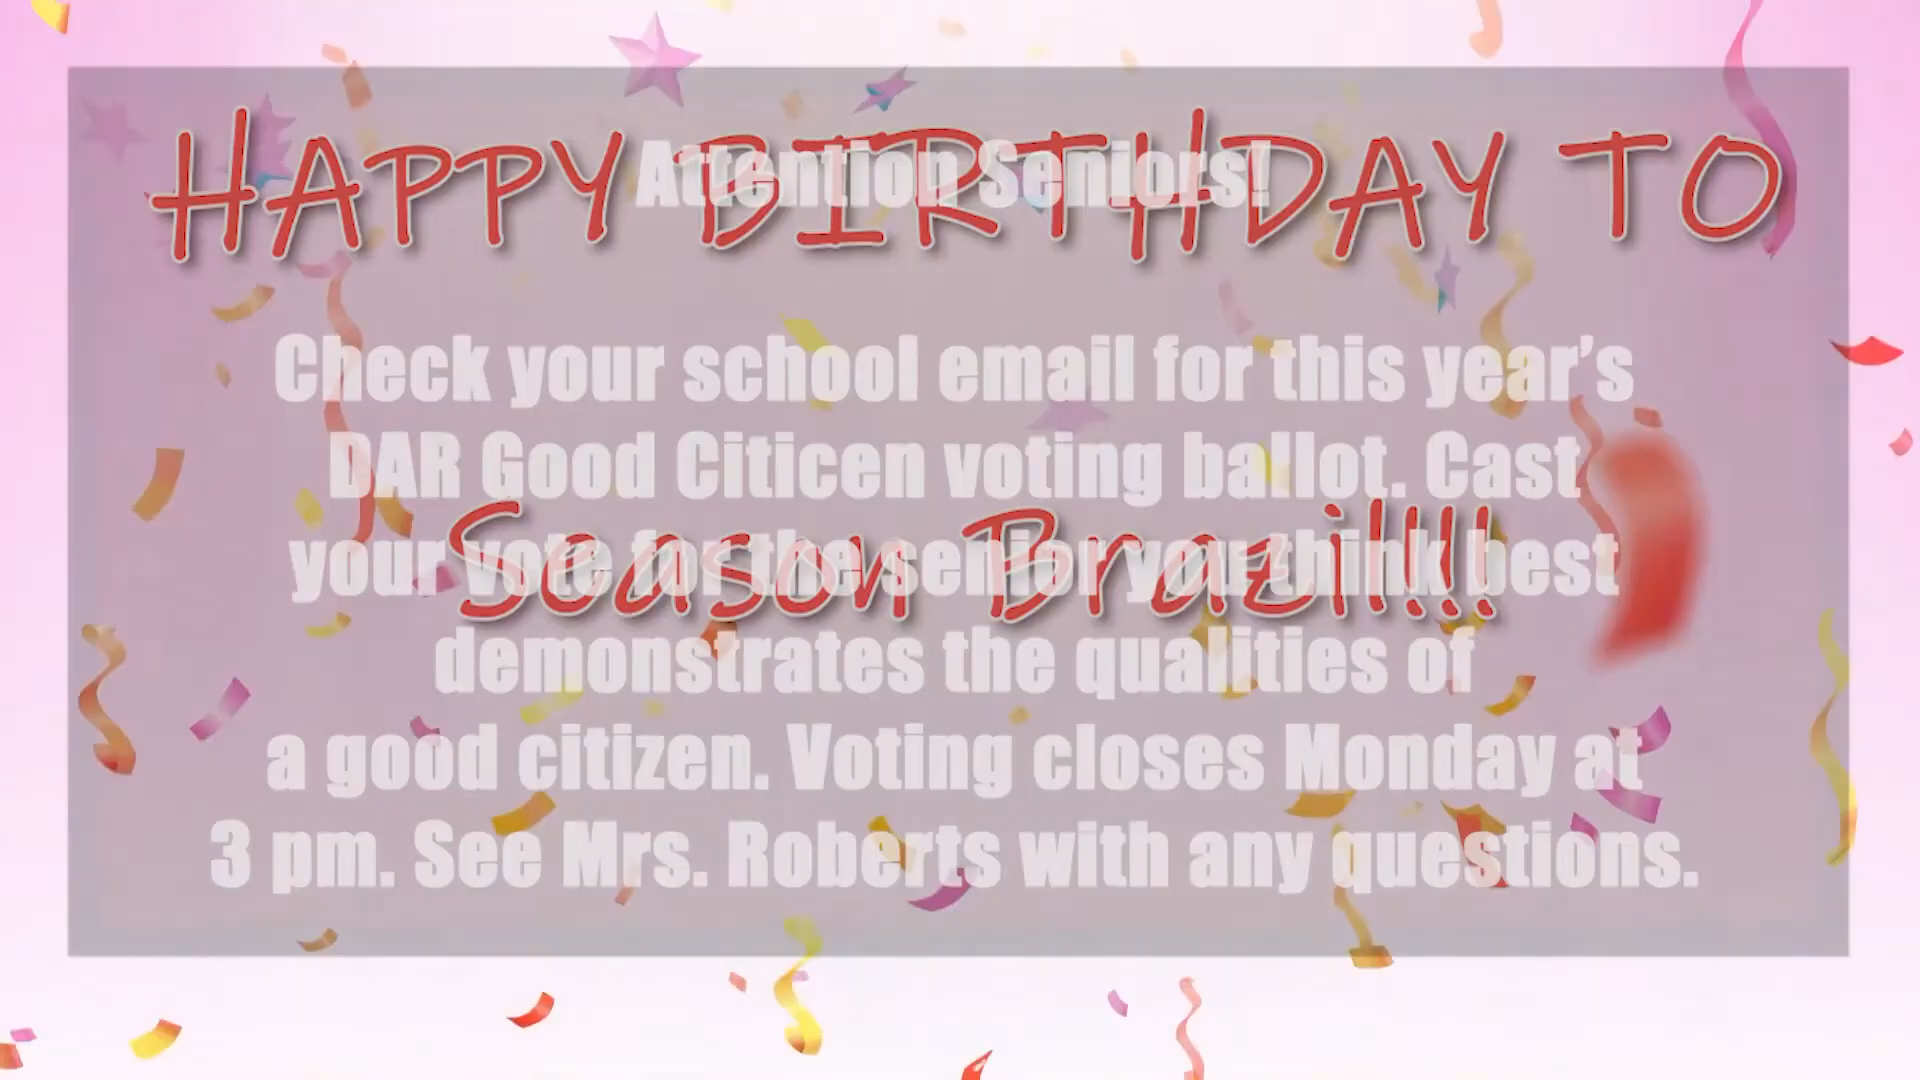 HAPPY BIRTHDAY TO
Season Brazil!!!
Attention Seniors!
Check your school email for this year’s
DAR Good Citicen voting ballot. Cast
your vote for the senior you think best
demonstrates the qualities of
a good citizen. Voting closes Monday at
3 pm. See Mrs. Roberts with any questions.